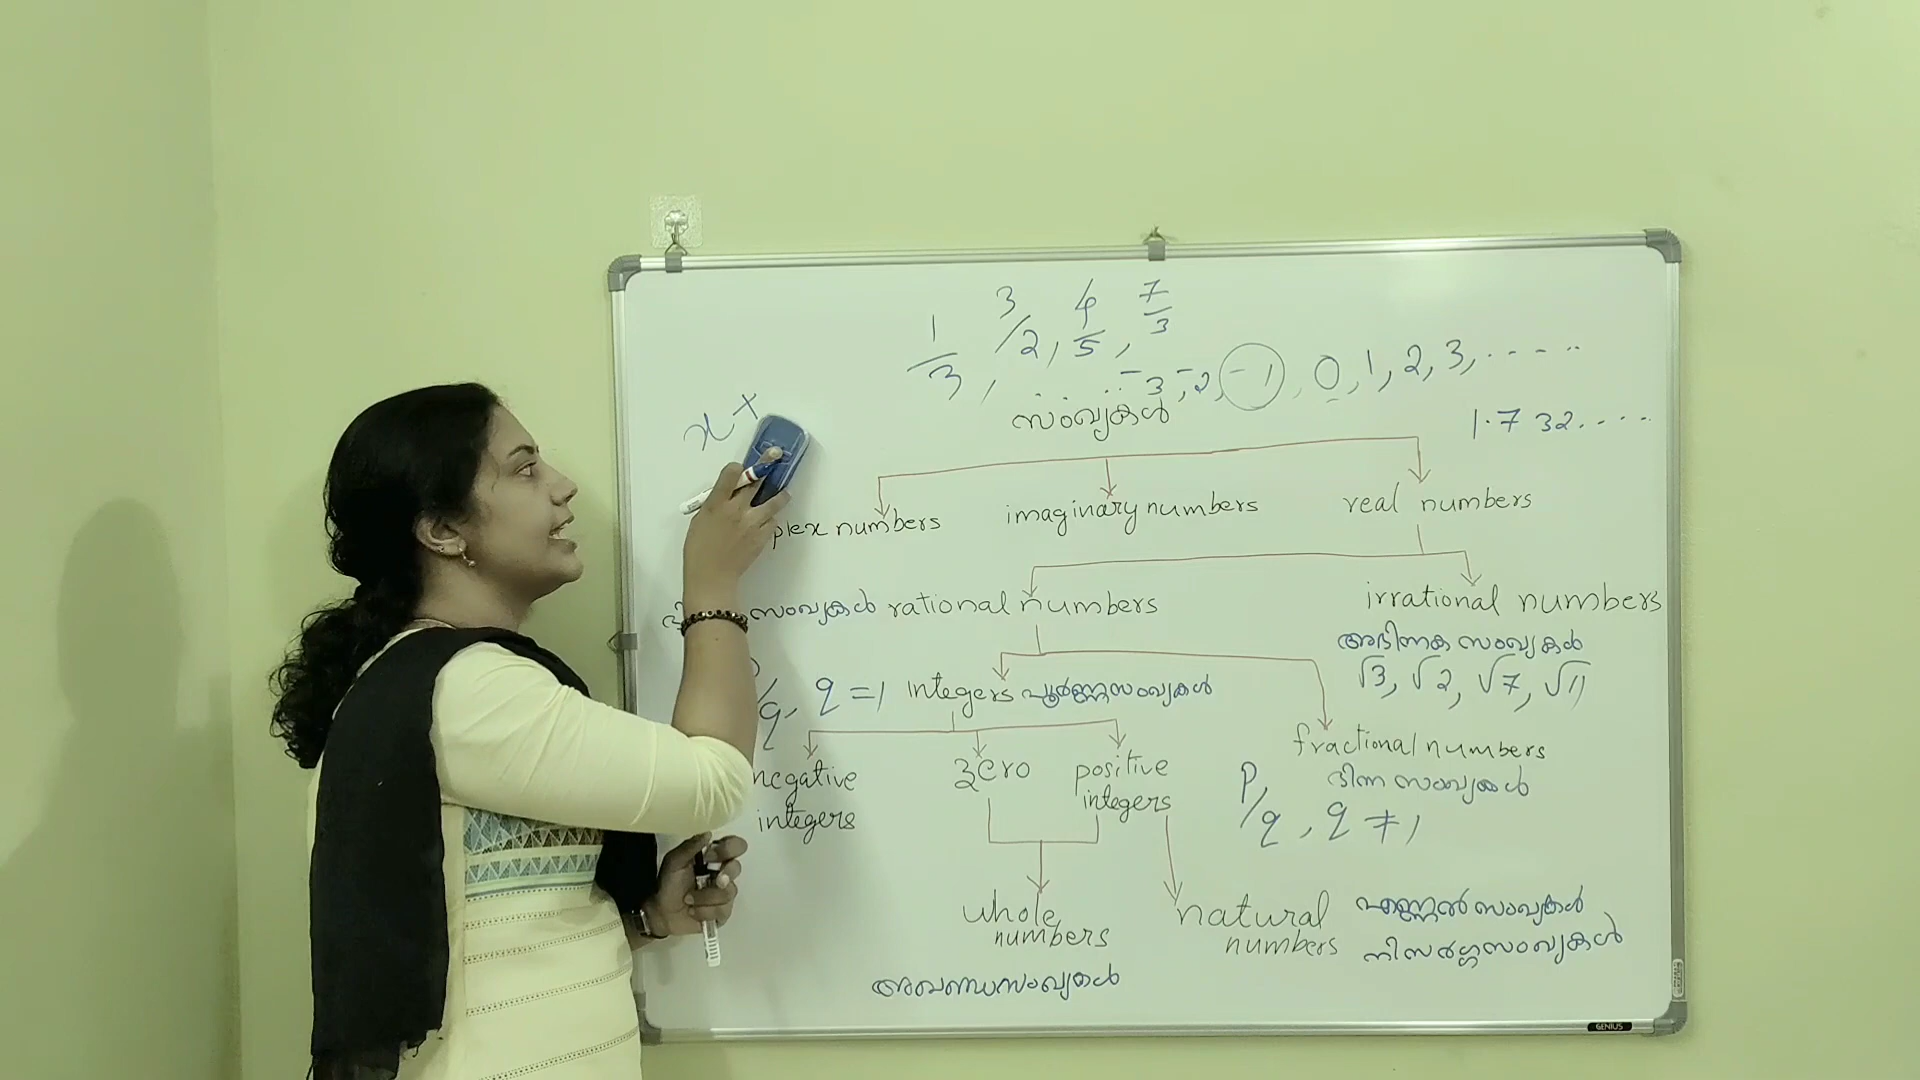 1/3, 3/2, 4/5, 7/3
... -3, -2, -1, 0, 1, 2, 3, .....
x +
സംഖ്യകൾ
1.732....
plex numbers
imaginary numbers
real numbers
സംഖ്യകൾ rational numbers
irrational numbers
അഭിന്നക സംഖ്യകൾ
√3, √2, √7, √11
/q, q = 1 integers പൂർണ്ണസംഖ്യകൾ
fractional numbers
ഭിന്ന സംഖ്യകൾ
p/q, q ≠ 1
negative integers
zero
positive integers
whole numbers
അഖണ്ഡസംഖ്യകൾ
natural numbers
എണ്ണൽ സംഖ്യകൾ
നിസർഗ്ഗസംഖ്യകൾ
GENIUS